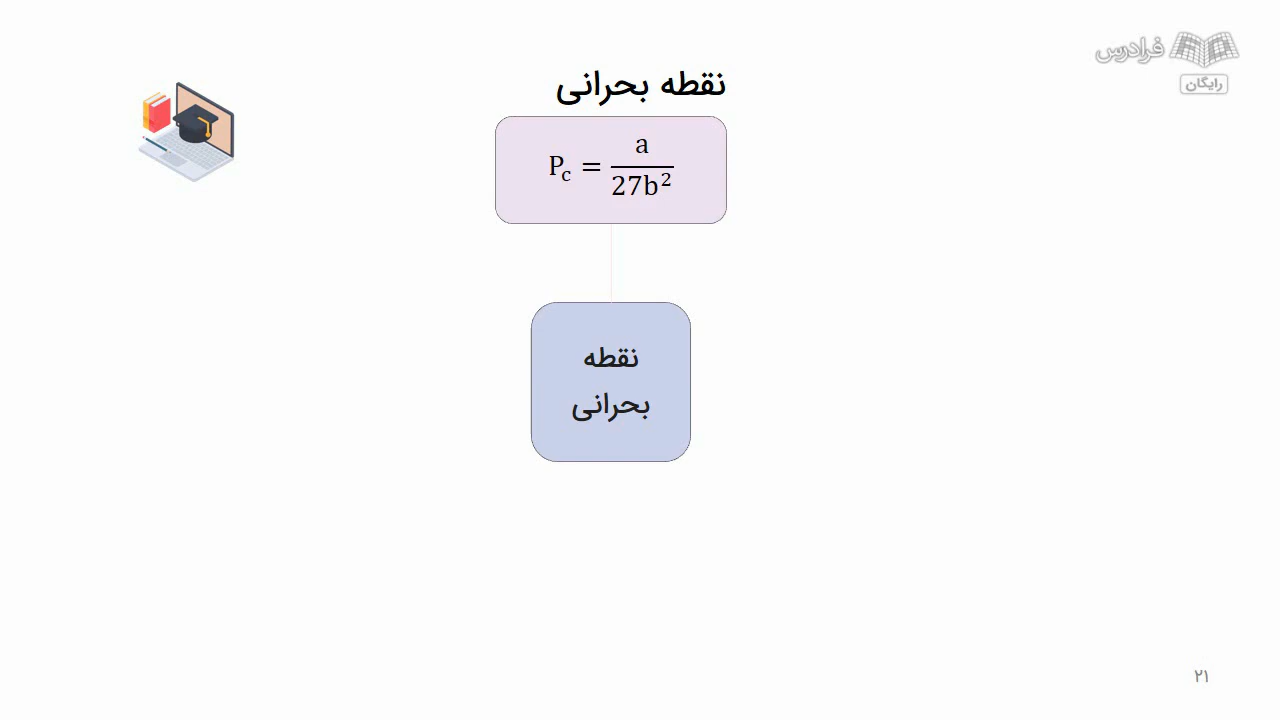 فرادرس
رایگان
نقطه بحرانی
P_c = a / 27b²
نقطه
بحرانی
۲۱